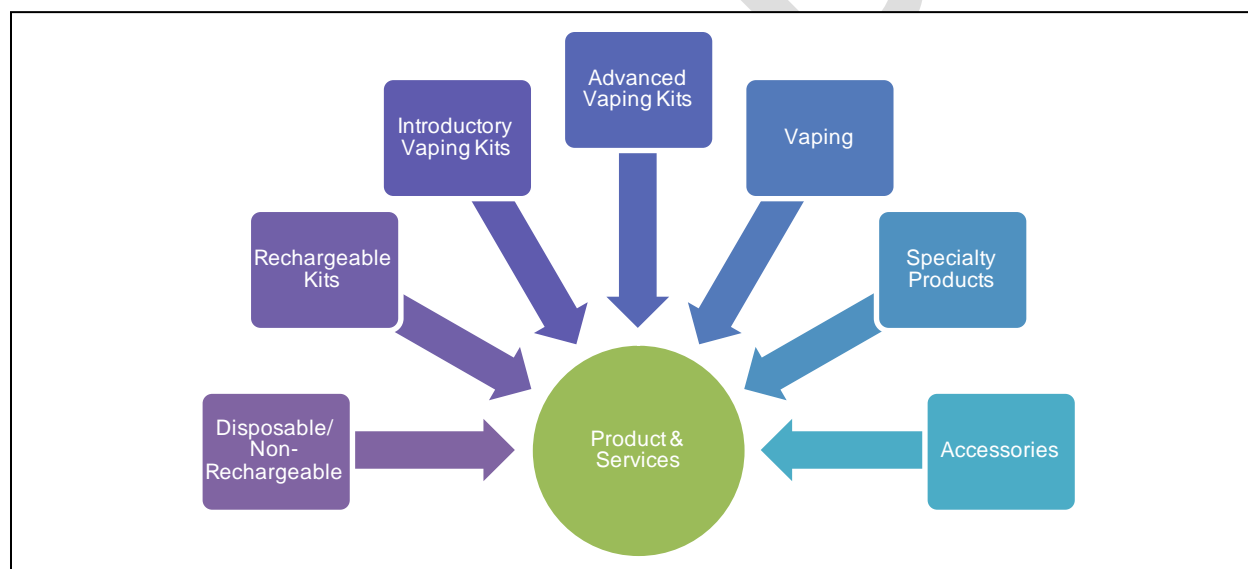 Advanced
Vaping Kits
Introductory
Vaping Kits
Vaping
Rechargeable
Kits
Specialty
Products
Disposable/
Non-
Rechargeable
Product &
Services
Accessories